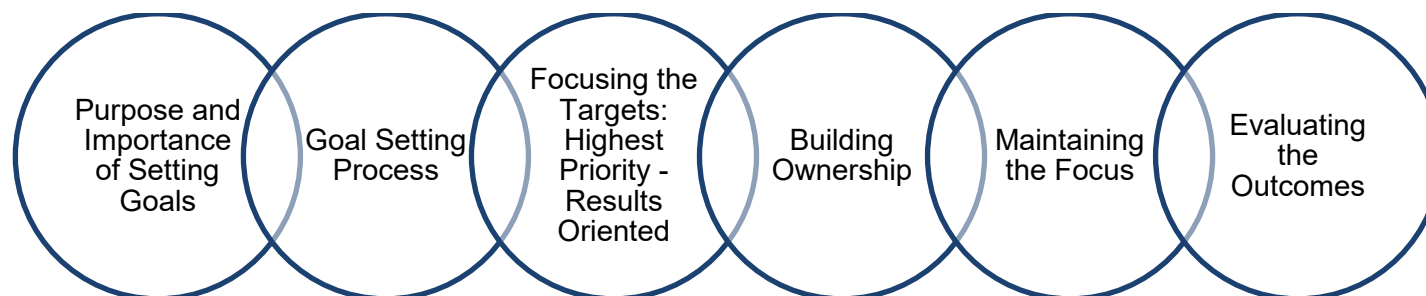 Purpose and
Importance
of Setting
Goals
Goal Setting
Process
Focusing the
Targets:
Highest
Priority -
Results
Oriented
Building
Ownership
Maintaining
the Focus
Evaluating
the
Outcomes